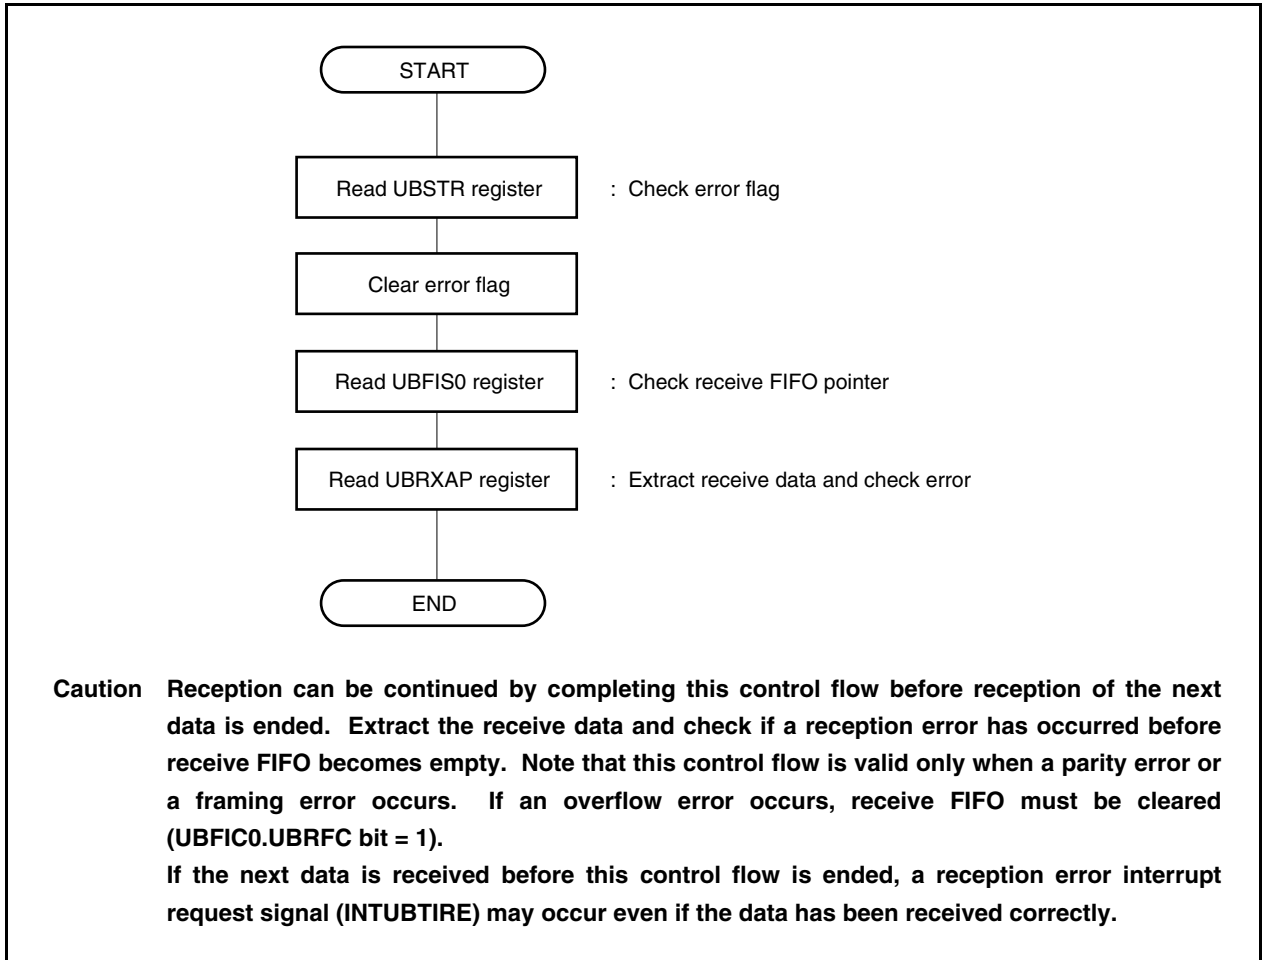 START
Read UBSTR register : Check error flag
Clear error flag
Read UBFIS0 register : Check receive FIFO pointer
Read UBRXAP register : Extract receive data and check error
END
Caution Reception can be continued by completing this control flow before reception of the next
data is ended. Extract the receive data and check if a reception error has occurred before
receive FIFO becomes empty. Note that this control flow is valid only when a parity error or
a framing error occurs. If an overflow error occurs, receive FIFO must be cleared
(UBFIC0.UBRFC bit = 1).
If the next data is received before this control flow is ended, a reception error interrupt
request signal (INTUBTIRE) may occur even if the data has been received correctly.